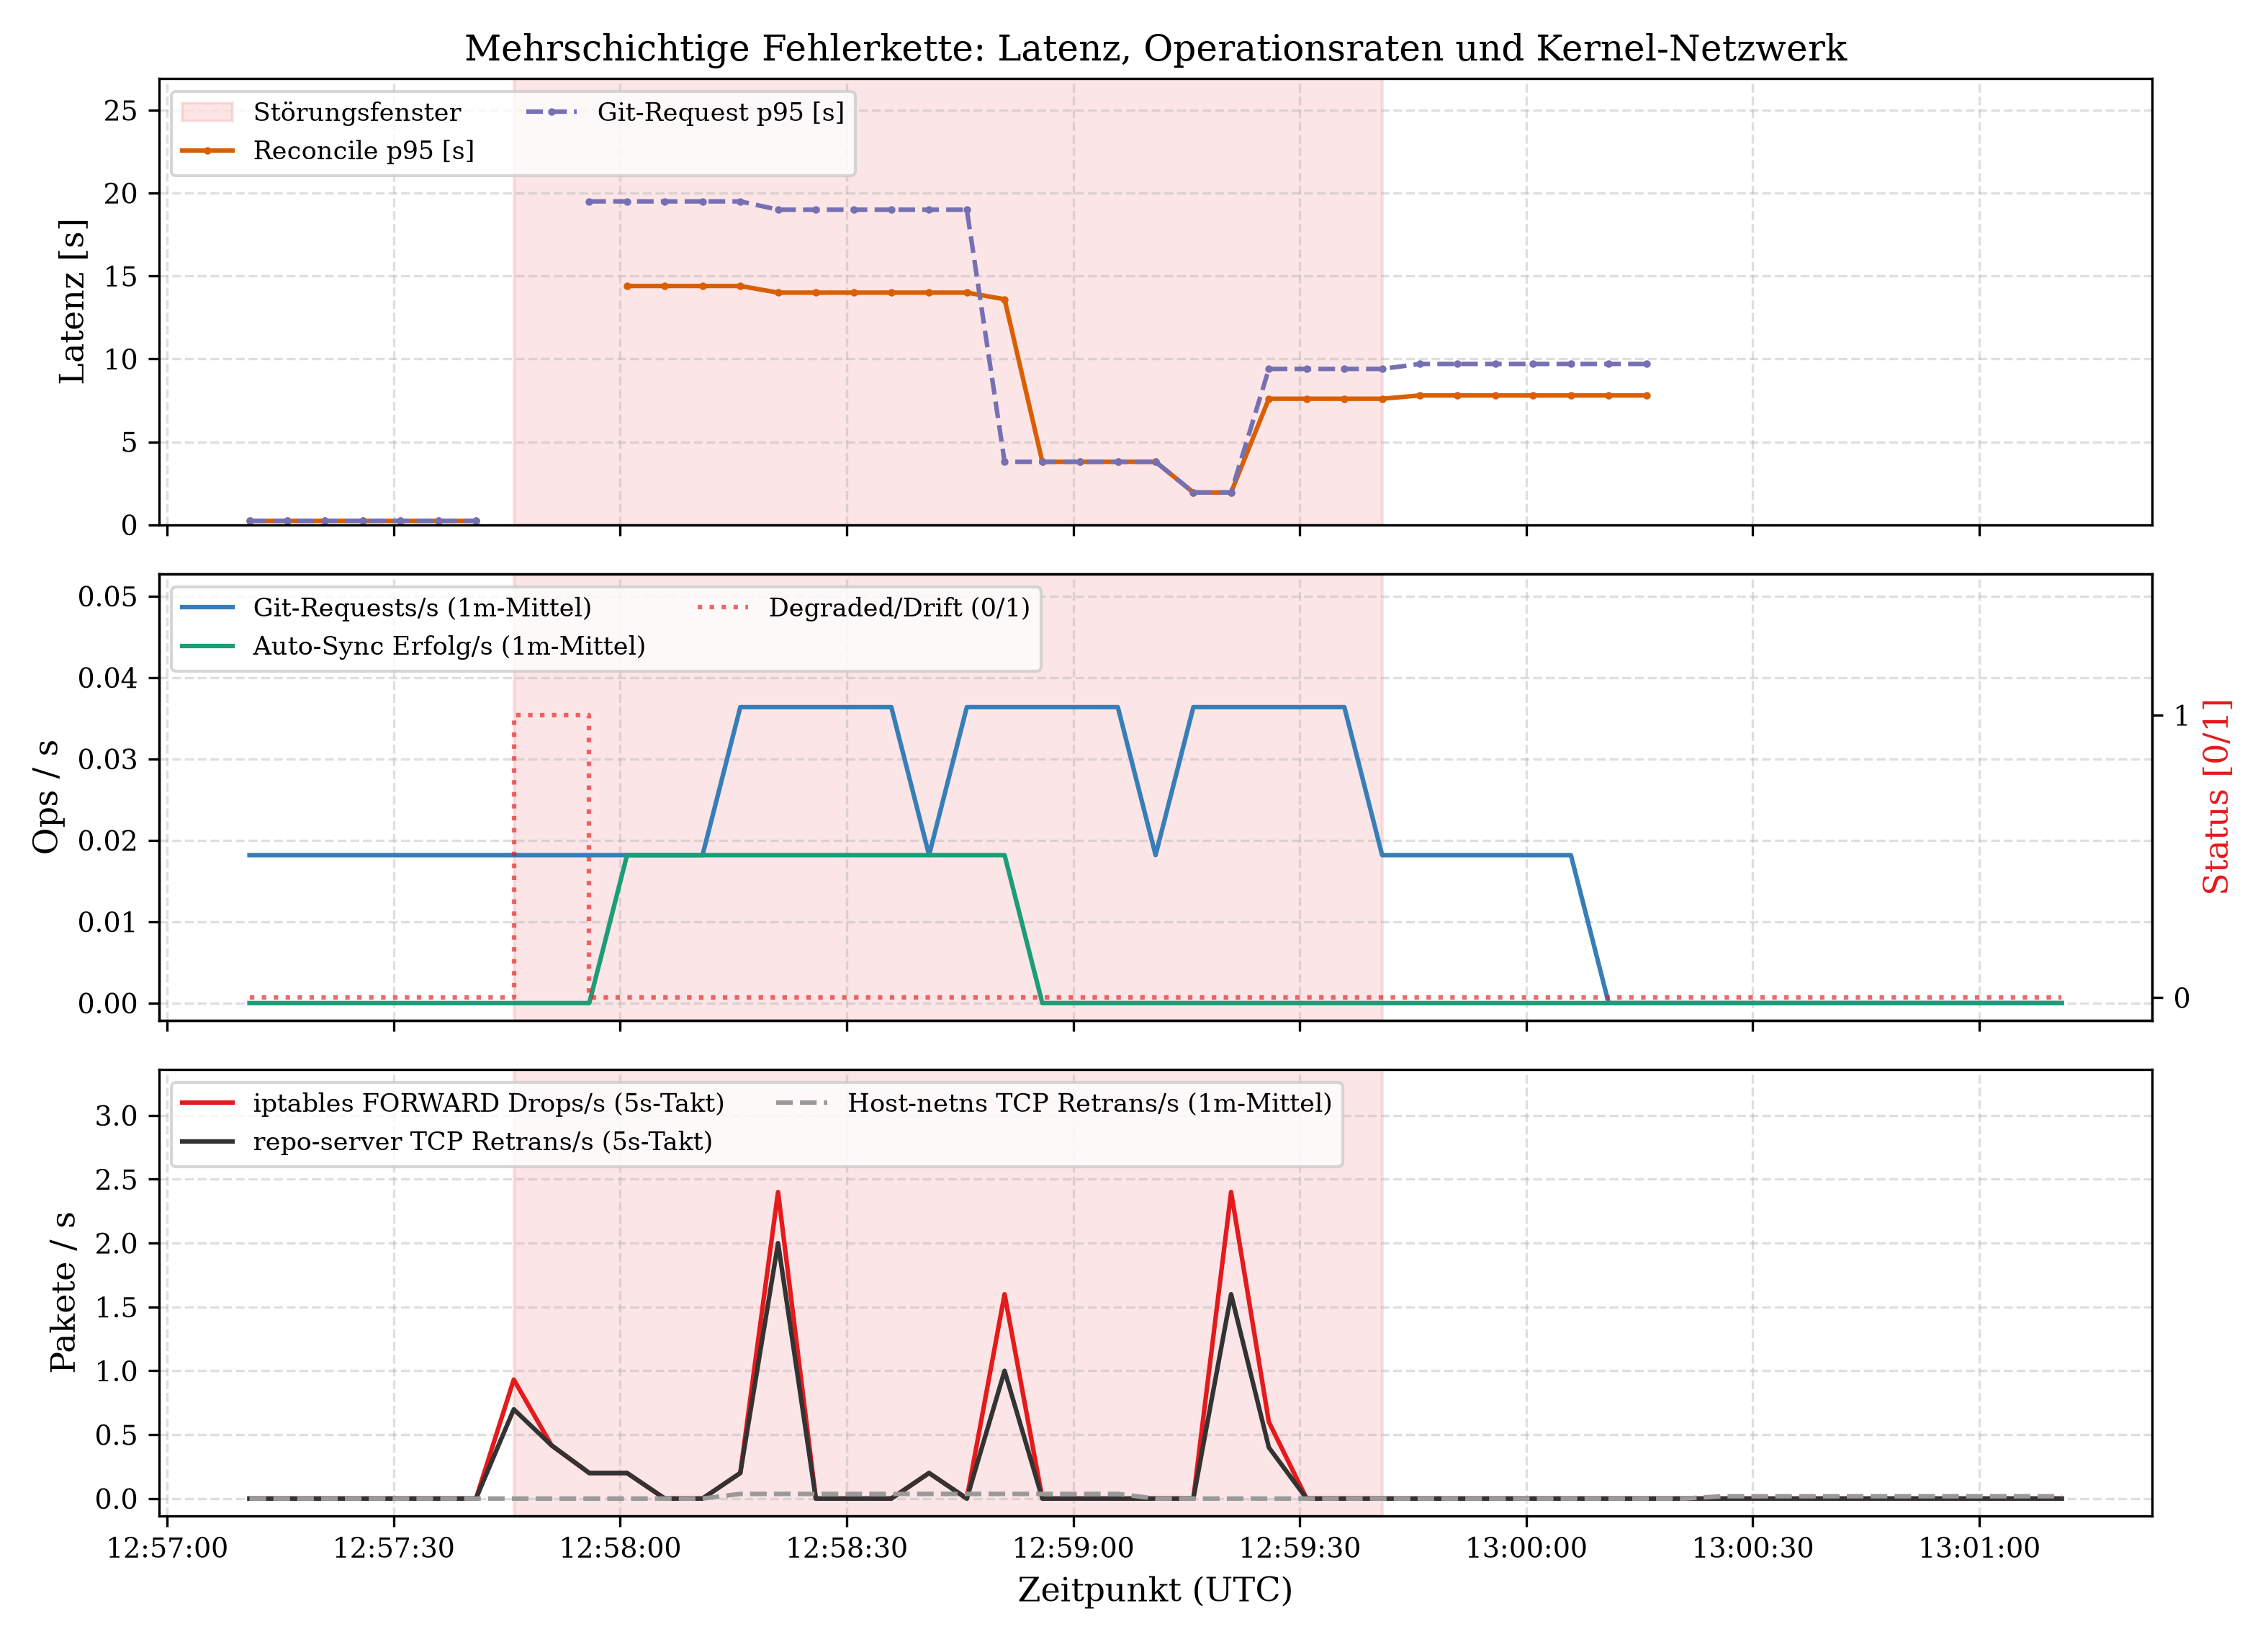 Mehrschichtige Fehlerkette: Latenz, Operationsraten und Kernel-Netzwerk
Störungsfenster
Git-Request p95 [s]
Reconcile p95 [s]
Latenz [s]
25
20
15
10
5
0
Git-Requests/s (1m-Mittel)
Degraded/Drift (0/1)
Auto-Sync Erfolg/s (1m-Mittel)
Ops / s
0.05
0.04
0.03
0.02
0.01
0.00
1
0
Status [0/1]
iptables FORWARD Drops/s (5s-Takt)
Host-netns TCP Retrans/s (1m-Mittel)
repo-server TCP Retrans/s (5s-Takt)
Pakete / s
3.0
2.5
2.0
1.5
1.0
0.5
0.0
12:57:00
12:57:30
12:58:00
12:58:30
12:59:00
12:59:30
13:00:00
13:00:30
13:01:00
Zeitpunkt (UTC)